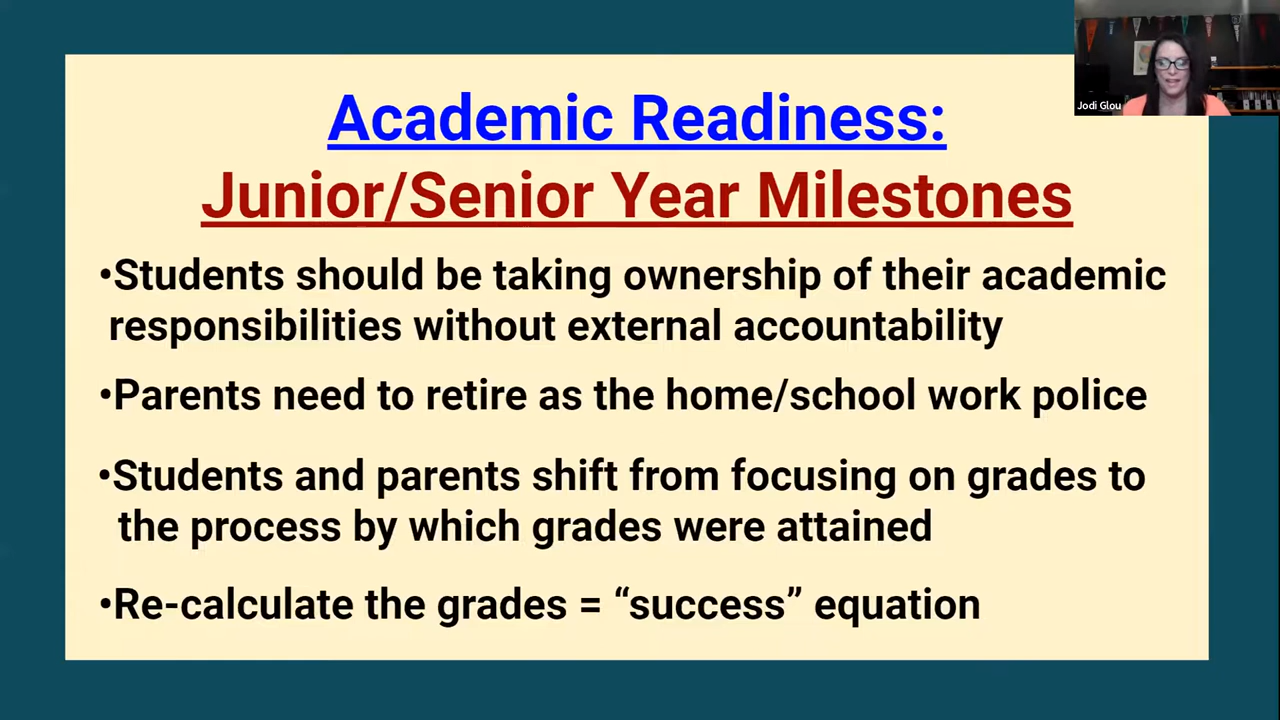 Academic Readiness:
Junior/Senior Year Milestones
•Students should be taking ownership of their academic
responsibilities without external accountability
•Parents need to retire as the home/school work police
•Students and parents shift from focusing on grades to
the process by which grades were attained
•Re-calculate the grades = “success” equation
Jodi Glou